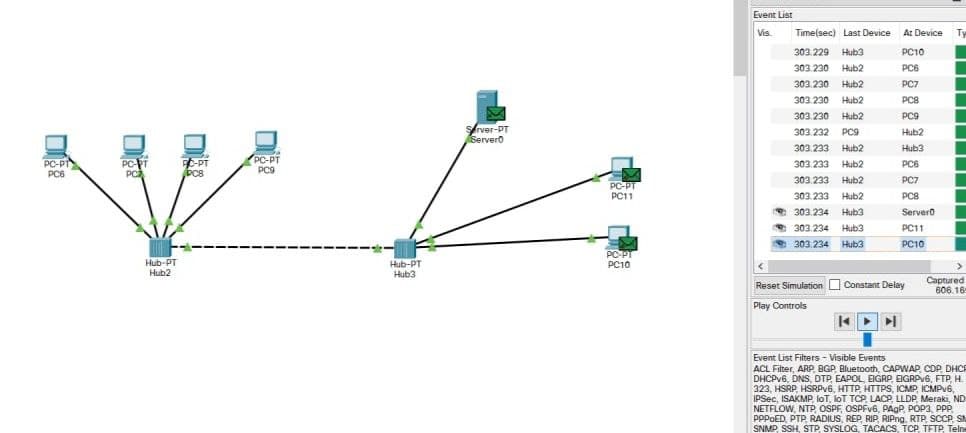 Server-PT
Server0
PC-PT
PC6
PC-PT
PC-PT
PC8
PC-PT
PC9
PC-PT
PC11
PC-PT
PC10
Hub-PT
Hub2
Hub-PT
Hub3
Event List
Vis. Time(sec) Last Device At Device Ty
303.229 Hub3 PC10
303.230 Hub2 PC6
303.230 Hub2 PC7
303.230 Hub2 PC8
303.230 Hub2 PC9
303.232 PC9 Hub2
303.233 Hub2 Hub3
303.233 Hub2 PC6
303.233 Hub2 PC7
303.233 Hub2 PC8
303.234 Hub3 Server0
303.234 Hub3 PC11
303.234 Hub3 PC10
Reset Simulation Constant Delay Captured
606.16
Play Controls
Event List Filters - Visible Events
ACL Filter, ARP, BGP, Bluetooth, CAPWAP, CDP, DHCP
DHCPv6, DNS, DTP, EAPOL, EIGRP, EIGRPv6, FTP, H.
323, HSRP, HSRPv6, HTTP, HTTPS, ICMP, ICMPv6,
IPSec, ISAKMP, IoT, IoT TCP, LACP, LLDP, Meraki, ND
NETFLOW, NTP, OSPF, OSPFv6, PAgP, POP3, PPP,
PPPoED, PTP, RADIUS, REP, RIP, RIPng, RTP, SCCP, SM
SNMP, SSH, STP, SYSLOG, TACACS, TCP, TFTP, Telne